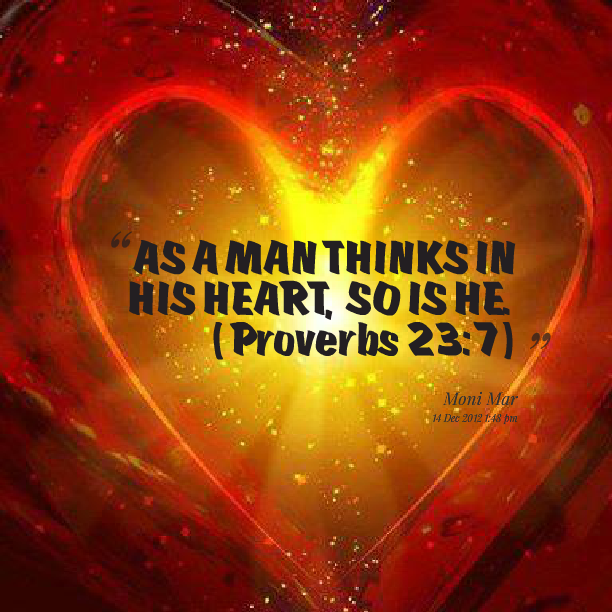 “ AS A MAN THINKS IN
HIS HEART, SO IS HE.
( Proverbs 23:7) ”
Moni Mar
14 Dec 2012 1:48 pm